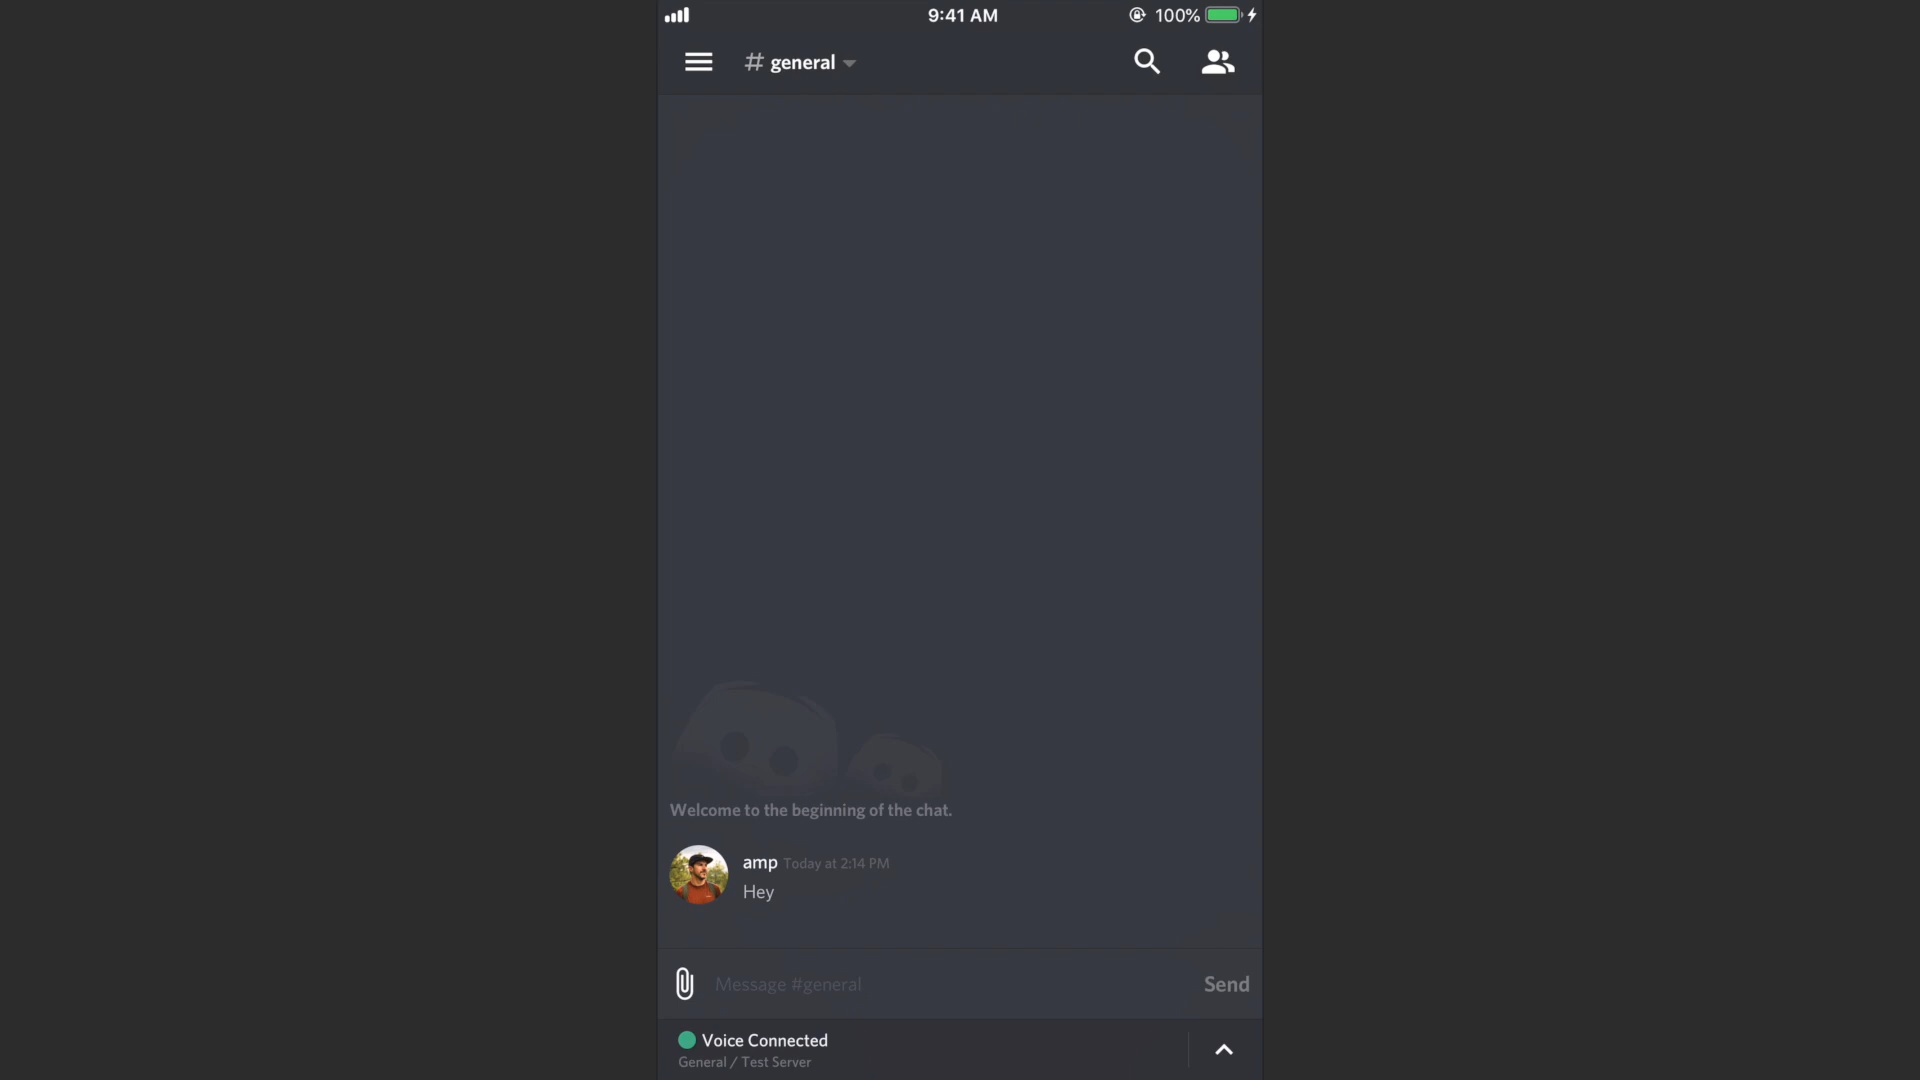 9:41 AM
100%
# general
Welcome to the beginning of the chat.
amp Today at 2:14 PM
Hey
Message #general
Send
Voice Connected
General / Test Server